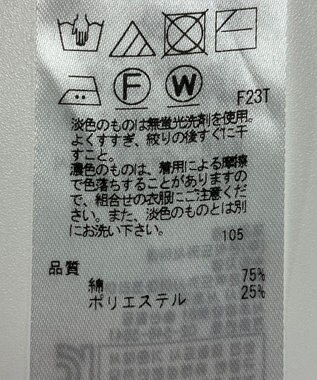 F
W
F23T
淡色のものは無蛍光洗剤を使用。
よくすすぎ、絞りの後すぐに干
すこと。
濃色のものは、着用による摩擦
で色落ちすることがありますの
で、組合せの衣服にご注意くだ
さい。また、淡色のものとは別
にお洗い下さい。
105
品質
綿 75%
ポリエステル 25%